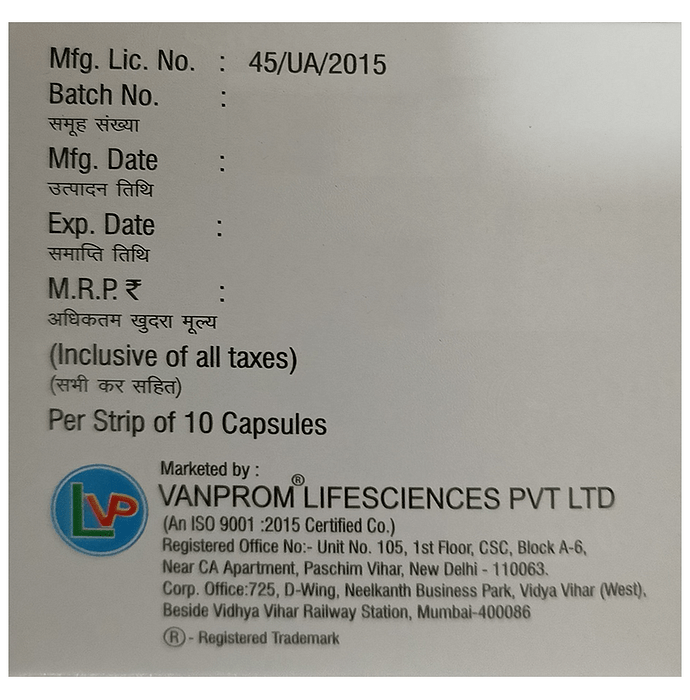 Mfg. Lic. No. : 45/UA/2015
Batch No. :
समूह संख्या
Mfg. Date :
उत्पादन तिथि
Exp. Date :
समाप्ति तिथि
M.R.P. ₹ :
अधिकतम खुदरा मूल्य
(Inclusive of all taxes)
(सभी कर सहित)
Per Strip of 10 Capsules
Marketed by :
VANPROM® LIFESCIENCES PVT LTD
(An ISO 9001 :2015 Certified Co.)
Registered Office No:- Unit No. 105, 1st Floor, CSC, Block A-6,
Near CA Apartment, Paschim Vihar, New Delhi - 110063.
Corp. Office:725, D-Wing, Neelkanth Business Park, Vidya Vihar (West),
Beside Vidhya Vihar Railway Station, Mumbai-400086
® - Registered Trademark
LVP